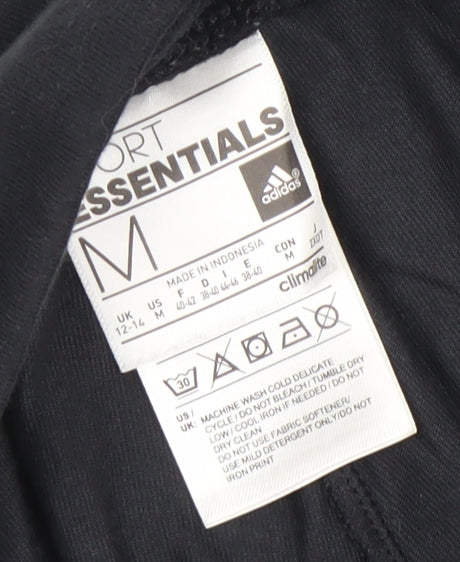 ORT
ESSENTIALS
adidas
M
MADE IN INDONESIA
UK US F D I E CDN J
12-14 M 40-42 38-40 44-46 38-40 M 2XOT
climalite
30
US/ MACHINE WASH COLD DELICATE
UK: CYCLE/DO NOT BLEACH/TUMBLE DRY
LOW/COOL IRON IF NEEDED/DO NOT
DRY CLEAN
DO NOT USE FABRIC SOFTENER/
USE MILD DETERGENT ONLY/DO NOT
IRON PRINT